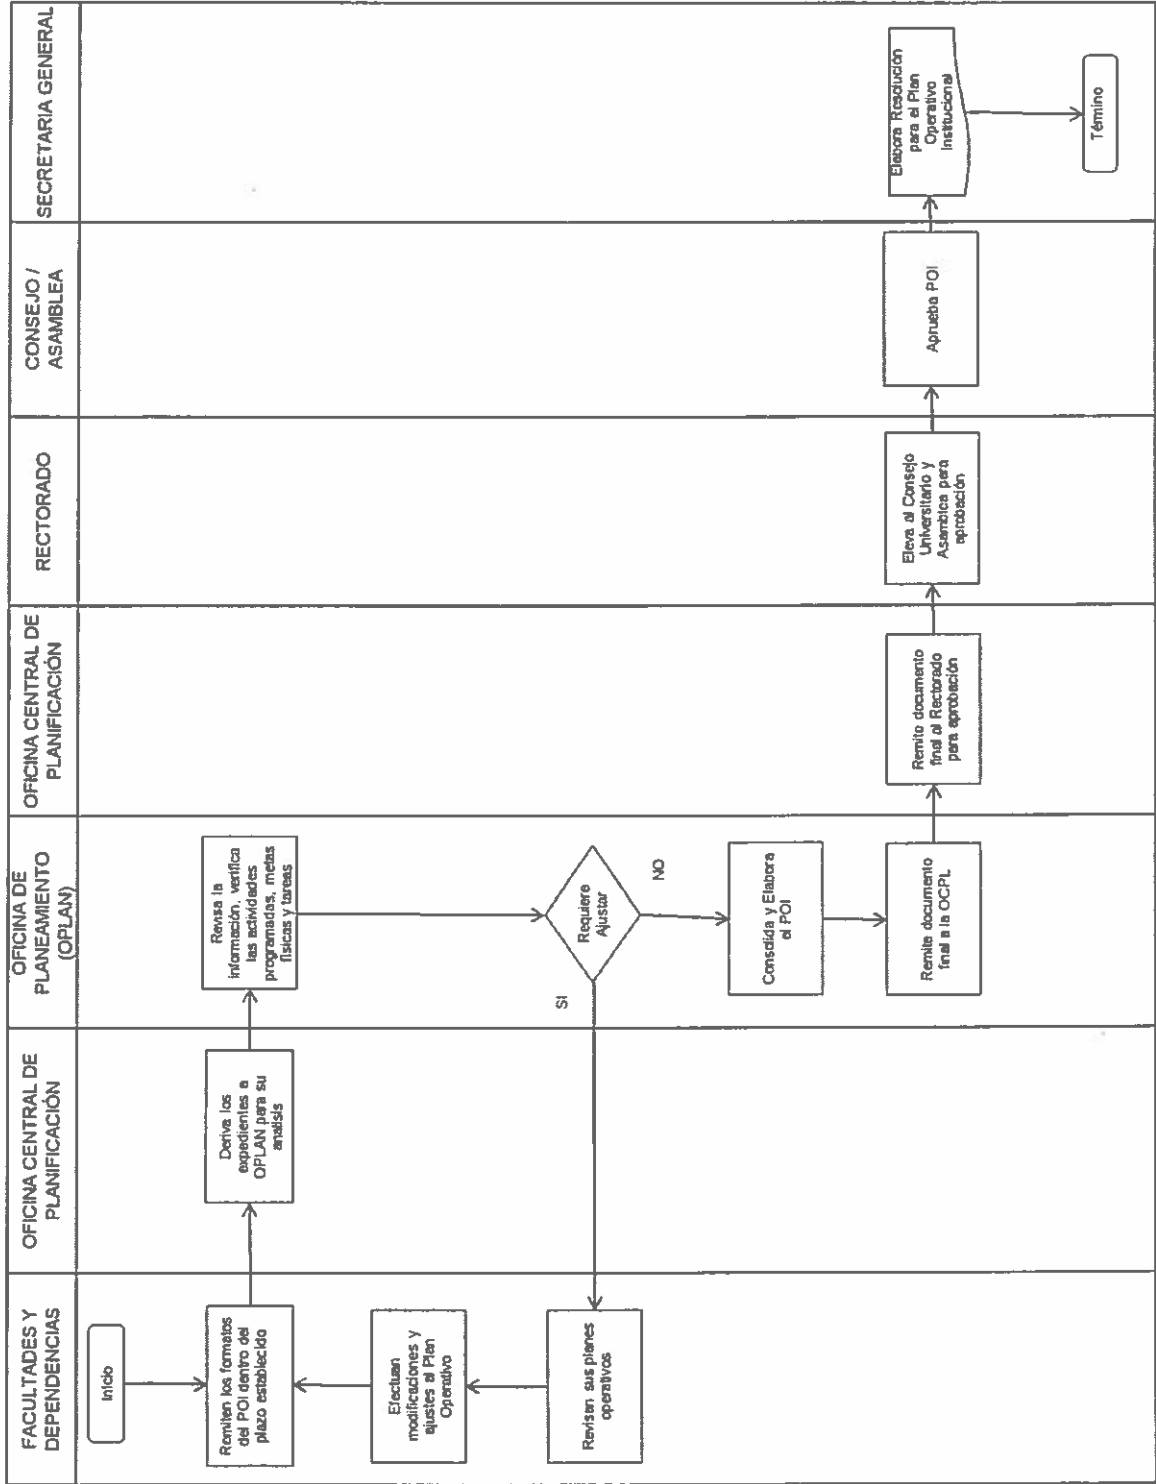 FACULTADES Y
DEPENDENCIAS
OFICINA CENTRAL DE
PLANIFICACIÓN
OFICINA DE
PLANEAMIENTO
(OPLAN)
OFICINA CENTRAL DE
PLANIFICACIÓN
RECTORADO
CONSEJO /
ASAMBLEA
SECRETARIA GENERAL
Inicio
Remiten los formatos
del POI dentro del
plazo establecido
Deriva los
expedientes a
OPLAN para su
analisis
Revisa la
información, verifica
las actividades
programadas, metas
físicas y tareas
Efectuan
modificaciones y
ajustes al Plan
Operativo
Revisan sus planes
operativos
SI
Requiere
Ajustar
NO
Consolida y Elabora
el POI
Remite documento
final a la OCPL
Remito documento
final al Rectorado
para aprobación
Eleva al Consejo
Universitario y
Asamblea para
aprobación
Aprueba POI
Elabora Resolución
para el Plan
Operativo
Institucional
Término